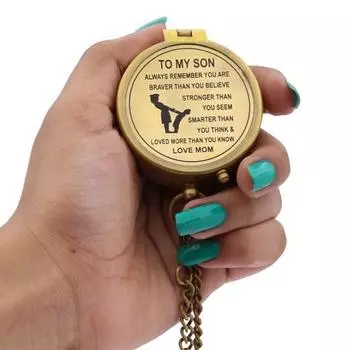 TO MY SON
ALWAYS REMEMBER YOU ARE
BRAVER THAN YOU BELIEVE
STRONGER THAN
YOU SEEM
SMARTER THAN
YOU THINK &
LOVED MORE THAN YOU KNOW
LOVE MOM